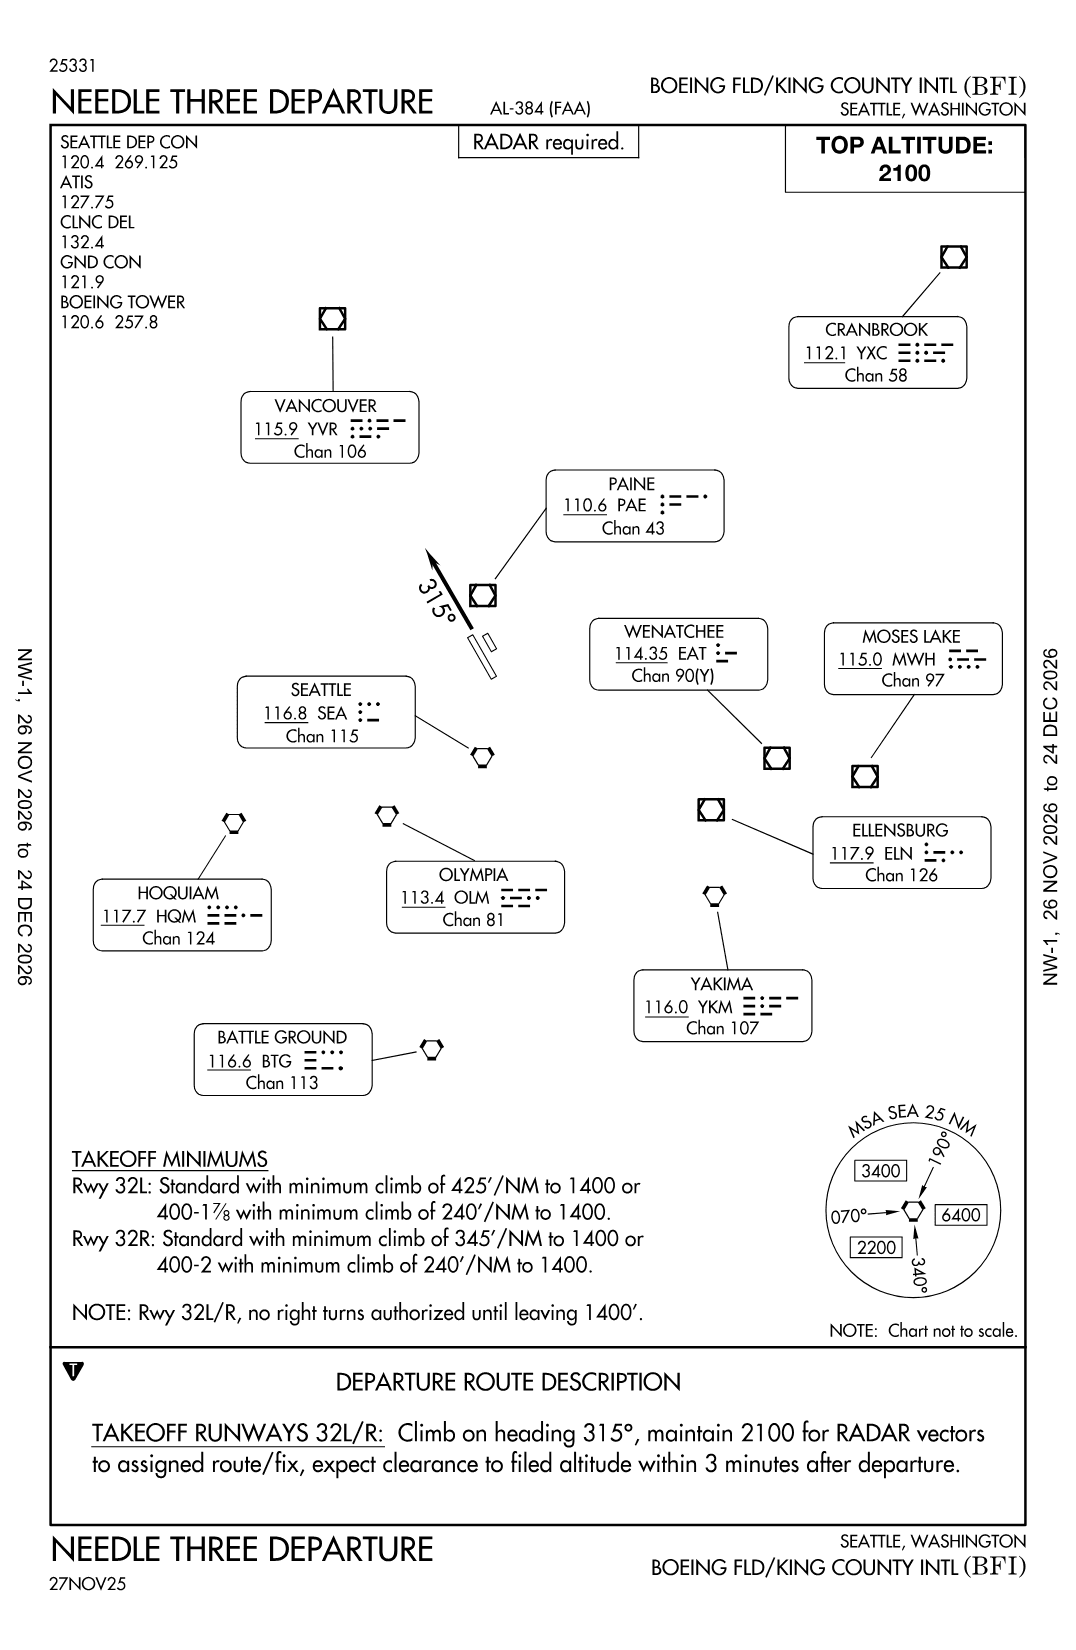 25331
NEEDLE THREE DEPARTURE
AL-384 (FAA)
BOEING FLD/KING COUNTY INTL (BFI)
SEATTLE, WASHINGTON
SEATTLE DEP CON
120.4 269.125
ATIS
127.75
CLNC DEL
132.4
GND CON
121.9
BOEING TOWER
120.6 257.8
RADAR required.
TOP ALTITUDE:
2100
CRANBROOK
112.1 YXC
Chan 58
VANCOUVER
115.9 YVR
Chan 106
PAINE
110.6 PAE
Chan 43
315°
WENATCHEE
114.35 EAT
Chan 90(Y)
MOSES LAKE
115.0 MWH
Chan 97
SEATTLE
116.8 SEA
Chan 115
ELLENSBURG
117.9 ELN
Chan 126
OLYMPIA
113.4 OLM
Chan 81
HOQUIAM
117.7 HQM
Chan 124
YAKIMA
116.0 YKM
Chan 107
BATTLE GROUND
116.6 BTG
Chan 113
NW-1, 26 NOV 2026 to 24 DEC 2026
NW-1, 26 NOV 2026 to 24 DEC 2026
MSA SEA 25 NM
190°
3400
070°
6400
2200
340°
TAKEOFF MINIMUMS
Rwy 32L: Standard with minimum climb of 425'/NM to 1400 or
400-1⅞ with minimum climb of 240'/NM to 1400.
Rwy 32R: Standard with minimum climb of 345'/NM to 1400 or
400-2 with minimum climb of 240'/NM to 1400.
NOTE: Rwy 32L/R, no right turns authorized until leaving 1400'.
NOTE: Chart not to scale.
T
DEPARTURE ROUTE DESCRIPTION
TAKEOFF RUNWAYS 32L/R: Climb on heading 315°, maintain 2100 for RADAR vectors
to assigned route/fix, expect clearance to filed altitude within 3 minutes after departure.
NEEDLE THREE DEPARTURE
27NOV25
SEATTLE, WASHINGTON
BOEING FLD/KING COUNTY INTL (BFI)